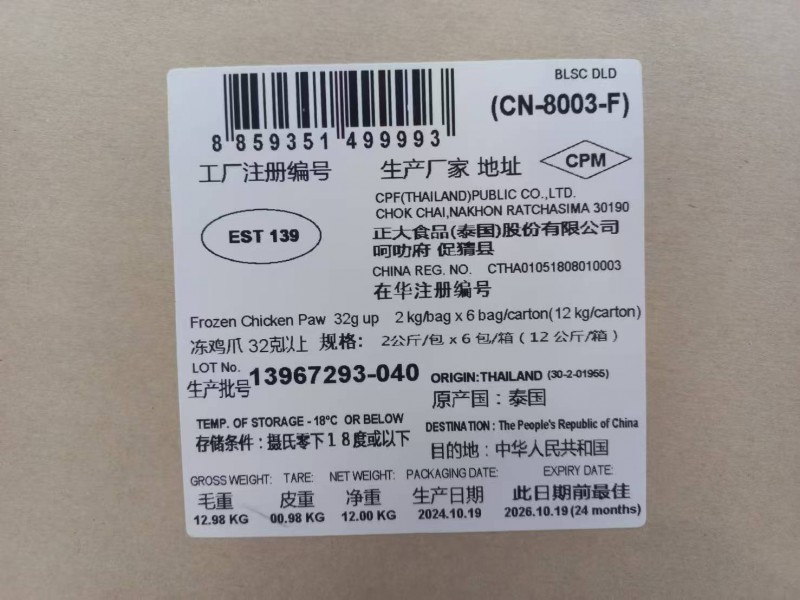 BLSC DLD
(CN-8003-F)
8 859351 499993
工厂注册编号
生产厂家 地址
CPM
CPF(THAILAND)PUBLIC CO.,LTD.
CHOK CHAI,NAKHON RATCHASIMA 30190
EST 139
正大食品(泰国)股份有限公司
呵叻府 促猜县
CHINA REG. NO. CTHA01051808010003
在华注册编号
Frozen Chicken Paw 32g up 2 kg/bag x 6 bag/carton(12 kg/carton)
冻鸡爪 32克以上 规格: 2公斤/包 x 6 包/箱 ( 12 公斤/箱 )
LOT No.
生产批号 13967293-040
ORIGIN:THAILAND (30-2-01955)
原产国：泰国
TEMP. OF STORAGE - 18°C OR BELOW
存储条件：摄氏零下18度或以下
DESTINATION : The People's Republic of China
目的地：中华人民共和国
GROSS WEIGHT: TARE: NET WEIGHT: PACKAGING DATE: EXPIRY DATE:
毛重 皮重 净重 生产日期 此日期前最佳
12.98 KG 00.98 KG 12.00 KG 2024.10.19 2026.10.19 (24 months)